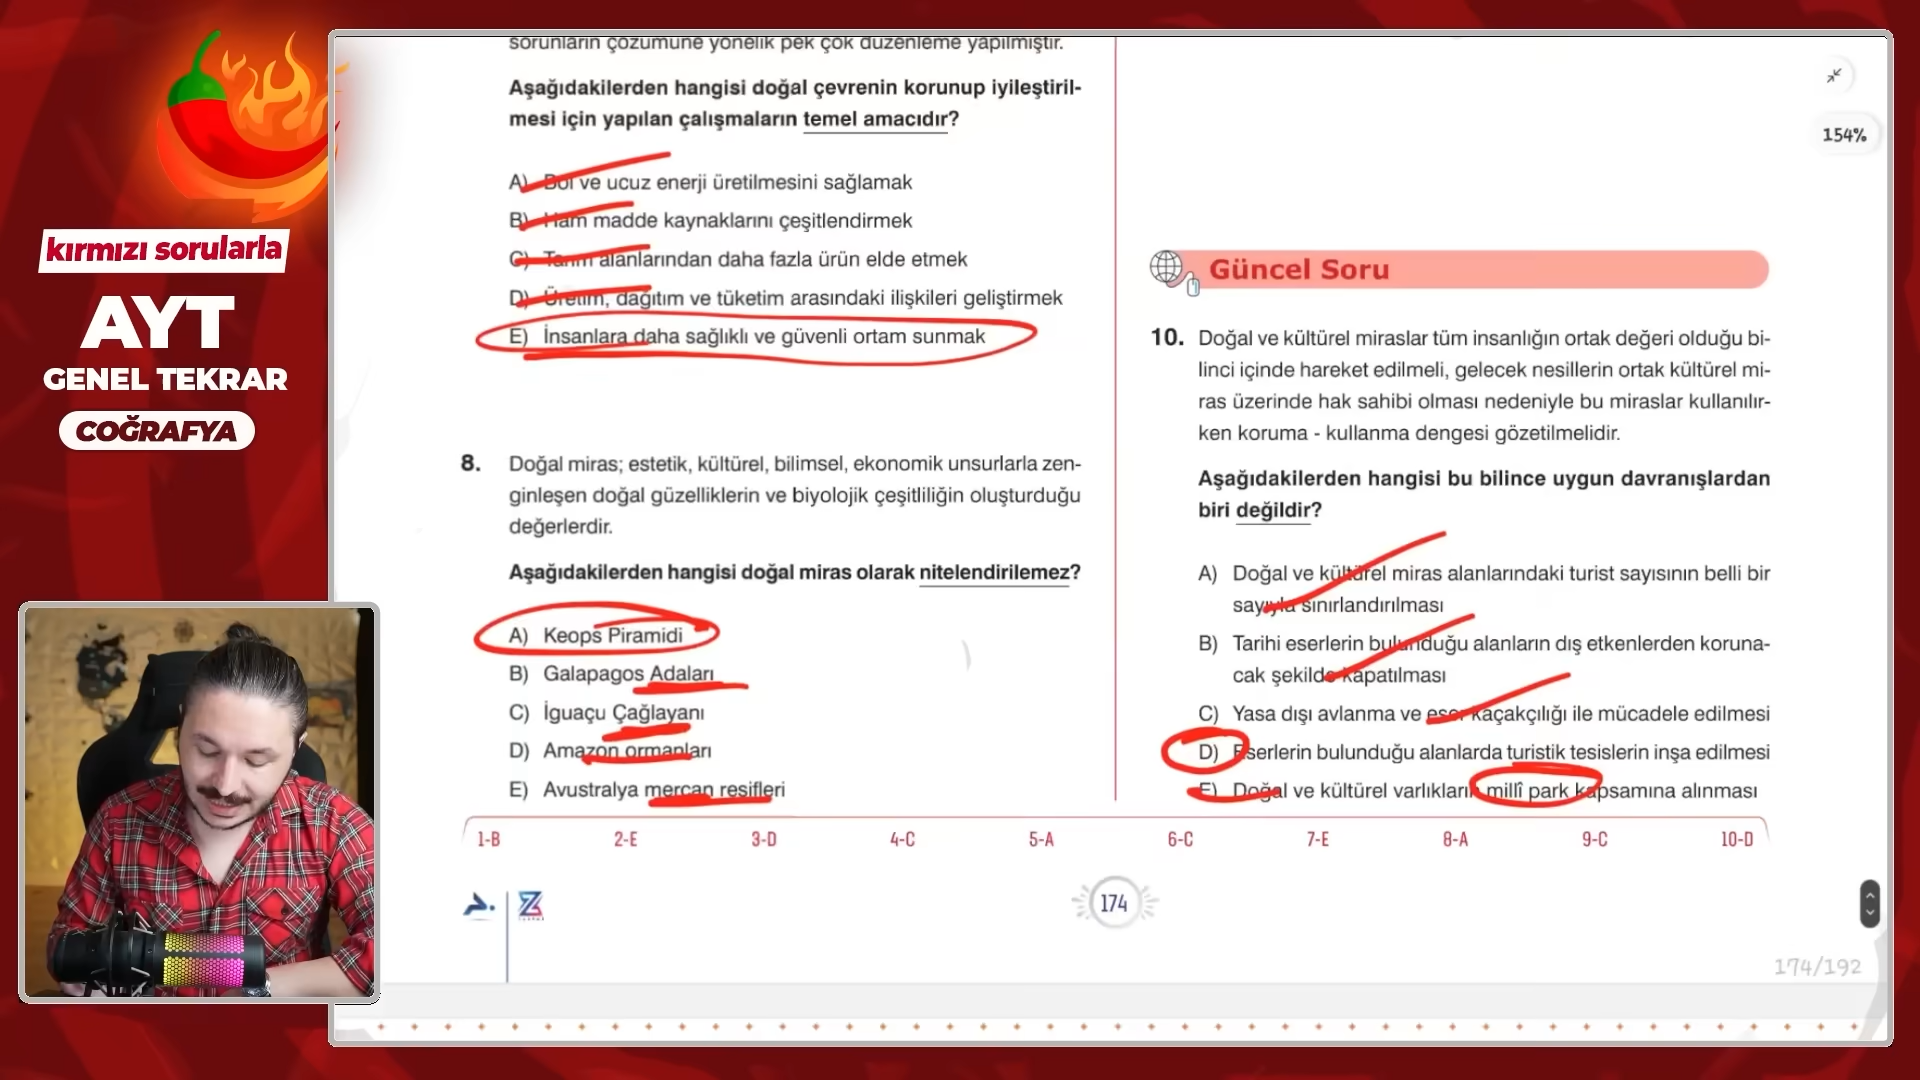 kırmızı sorularla
AYT
GENEL TEKRAR
COĞRAFYA
sorunların çözümüne yönelik pek çok düzenleme yapılmıştır.
Aşağıdakilerden hangisi doğal çevrenin korunup iyileştiril-
mesi için yapılan çalışmaların temel amacıdır?
A) Bol ve ucuz enerji üretilmesini sağlamak
B) Ham madde kaynaklarını çeşitlendirmek
C) Tarım alanlarından daha fazla ürün elde etmek
D) Üretim, dağıtım ve tüketim arasındaki ilişkileri geliştirmek
E) İnsanlara daha sağlıklı ve güvenli ortam sunmak
8. Doğal miras; estetik, kültürel, bilimsel, ekonomik unsurlarla zen-
ginleşen doğal güzelliklerin ve biyolojik çeşitliliğin oluşturduğu
değerlerdir.
Aşağıdakilerden hangisi doğal miras olarak nitelendirilemez?
A) Keops Piramidi
B) Galapagos Adaları
C) İguaçu Çağlayanı
D) Amazon ormanları
E) Avustralya mercan resifleri
154%
Güncel Soru
10. Doğal ve kültürel miraslar tüm insanlığın ortak değeri olduğu bi-
linci içinde hareket edilmeli, gelecek nesillerin ortak kültürel mi-
ras üzerinde hak sahibi olması nedeniyle bu miraslar kullanılır-
ken koruma - kullanma dengesi gözetilmelidir.
Aşağıdakilerden hangisi bu bilince uygun davranışlardan
biri değildir?
A) Doğal ve kültürel miras alanlarındaki turist sayısının belli bir
sayıyla sınırlandırılması
B) Tarihi eserlerin bulunduğu alanların dış etkenlerden koruna-
cak şekilde kapatılması
C) Yasa dışı avlanma ve eser kaçakçılığı ile mücadele edilmesi
D) Eserlerin bulunduğu alanlarda turistik tesislerin inşa edilmesi
E) Doğal ve kültürel varlıkların millî park kapsamına alınması
1-B 2-E 3-D 4-C 5-A 6-C 7-E 8-A 9-C 10-D
174
174/192